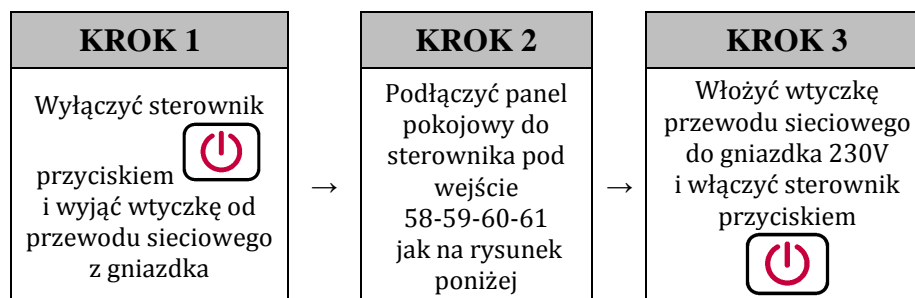 KROK 1
Wyłączyć sterownik
przyciskiem
i wyjąć wtyczkę od
przewodu sieciowego
z gniazdka
→
KROK 2
Podłączyć panel
pokojowy do
sterownika pod
wejście
58-59-60-61
jak na rysunek
poniżej
→
KROK 3
Włożyć wtyczkę
przewodu sieciowego
do gniazdka 230V
i włączyć sterownik
przyciskiem